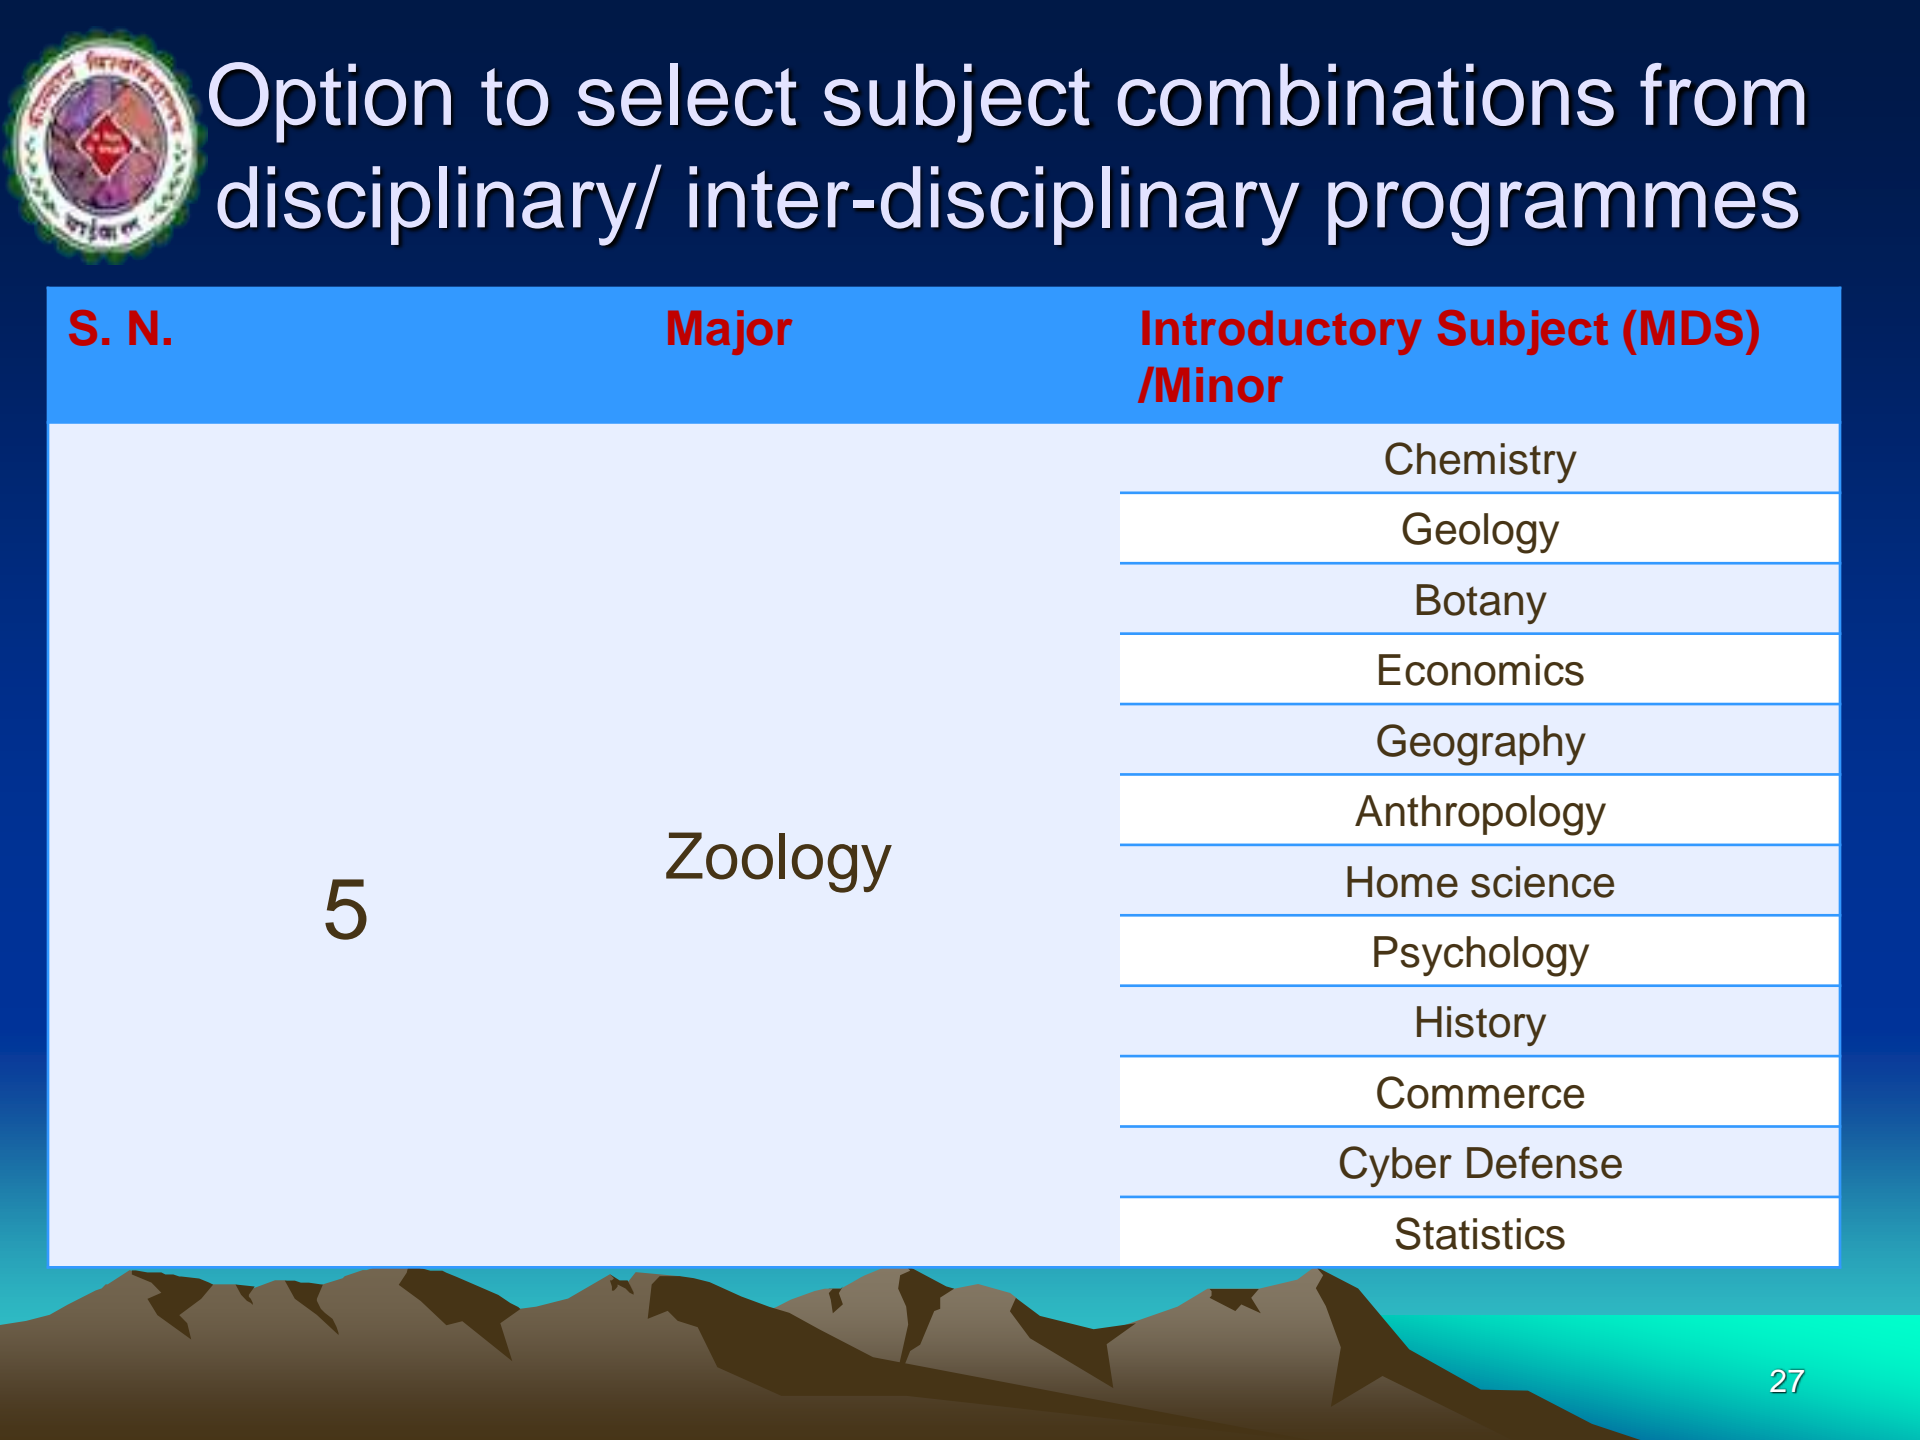 Option to select subject combinations from
disciplinary/ inter-disciplinary programmes
S. N.
Major
Introductory Subject (MDS)
/Minor
5
Zoology
Chemistry
Geology
Botany
Economics
Geography
Anthropology
Home science
Psychology
History
Commerce
Cyber Defense
Statistics
27